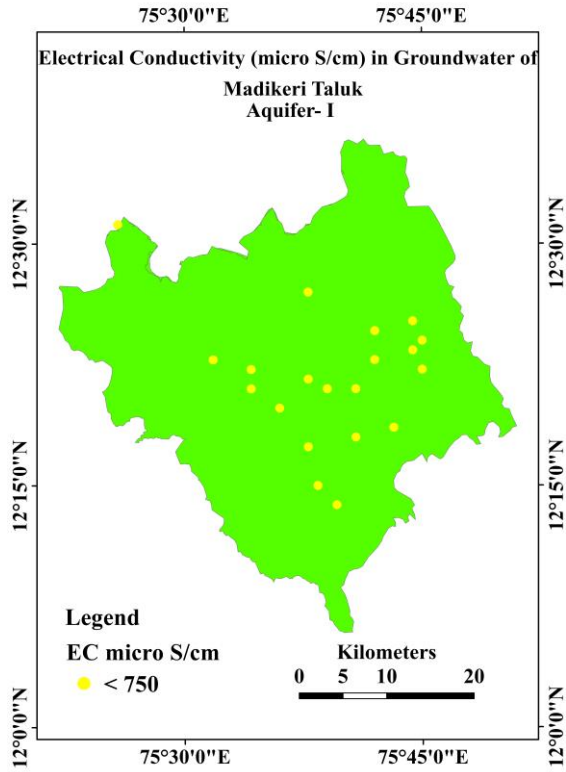 75°30'0"E 75°45'0"E
Electrical Conductivity (micro S/cm) in Groundwater of
Madikeri Taluk
Aquifer- I
12°30'0"N 12°30'0"N
12°15'0"N 12°15'0"N
Legend
EC micro S/cm
< 750
Kilometers
0 5 10 20
12°0'0"N 12°0'0"N
75°30'0"E 75°45'0"E